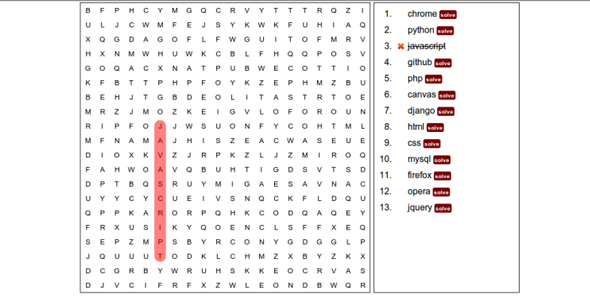 B F P H C Y M G Q C R V Y T T T R Q Z I
U L J C W M F E J S Y K W K F U H I A Q
X Q G D A G O F L F W G U I T O F M R V
H X N M W H U W K C B L F H Q Q P O S V
G O Q A C X N A T P U B W E C O T T I O
K F B T T P H P F O Y K Z E P H M Z B U
B E H J T G B D E O L I T A S T R T O E
M R Z J M O Z K E I G V L O F O R O U N
R I P F O J J W S U O N F Y C O H T M L
M F N A M A J H I S Z E A C W A S E U E
D I O X K V Z J R P K Z L J Z M I R O Q
F A H W O A V Q B U H T I G D S V T S D
D P T B Q S R U Y M I G A E S A V N A C
U Y Y C Y C U E I V S N Q C K F L D Q U
Q P P K A R O R P Q H K C O D Q A Q E Y
F R X U S I K Y Q O E N C L S F F X E Q
S E P Z M P S B Y R C O N Y G D G G L P
J Q U U U T O D K L C H M Z X B Y Z K X
D C G R B Y W R U H S K K E O C R V A S
D J V C I F R F X Z W L E O N D B W Q R
1. chrome solve
2. python solve
3. javascript
4. github solve
5. php solve
6. canvas solve
7. django solve
8. html solve
9. css solve
10. mysql solve
11. firefox solve
12. opera solve
13. jquery solve